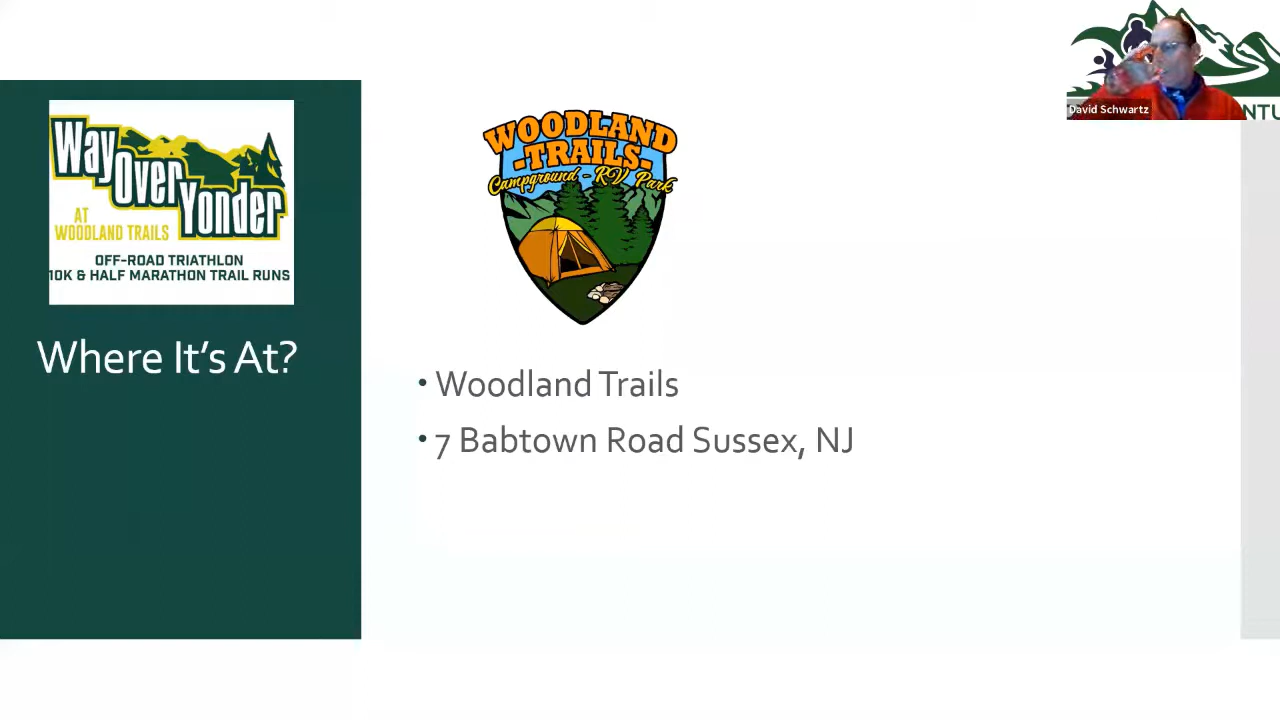 Way
Over
Yonder
AT
WOODLAND TRAILS
OFF-ROAD TRIATHLON
10K & HALF MARATHON TRAIL RUNS
Where It's At?
WOODLAND
-TRAILS-
Campground - RV Park
• Woodland Trails
• 7 Babtown Road Sussex, NJ
David Schwartz
NTU